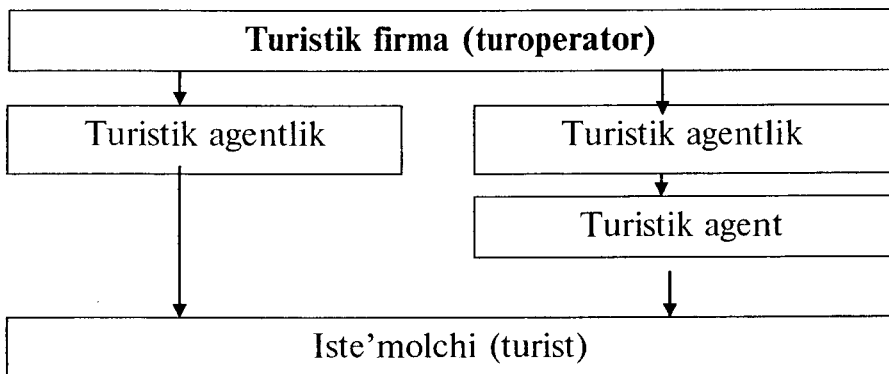 Turistik firma (turoperator)
Turistik agentlik
Turistik agentlik
Turistik agent
Iste’molchi (turist)